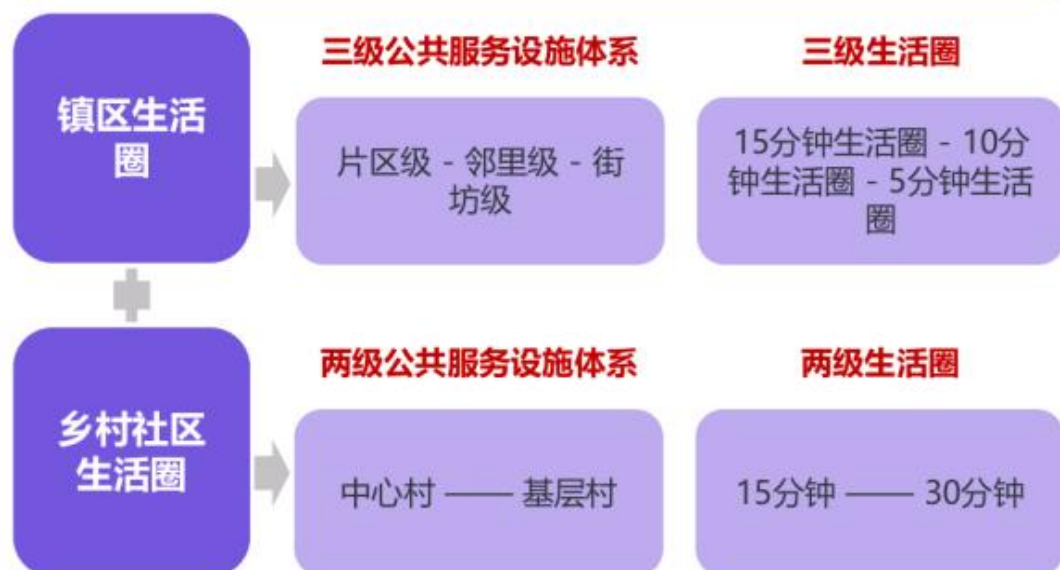 镇区生活
圈
三级公共服务设施体系
三级生活圈
片区级 - 邻里级 - 街
坊级
15分钟生活圈 - 10分
钟生活圈 - 5分钟生活
圈
乡村社区
生活圈
两级公共服务设施体系
两级生活圈
中心村 —— 基层村
15分钟 —— 30分钟